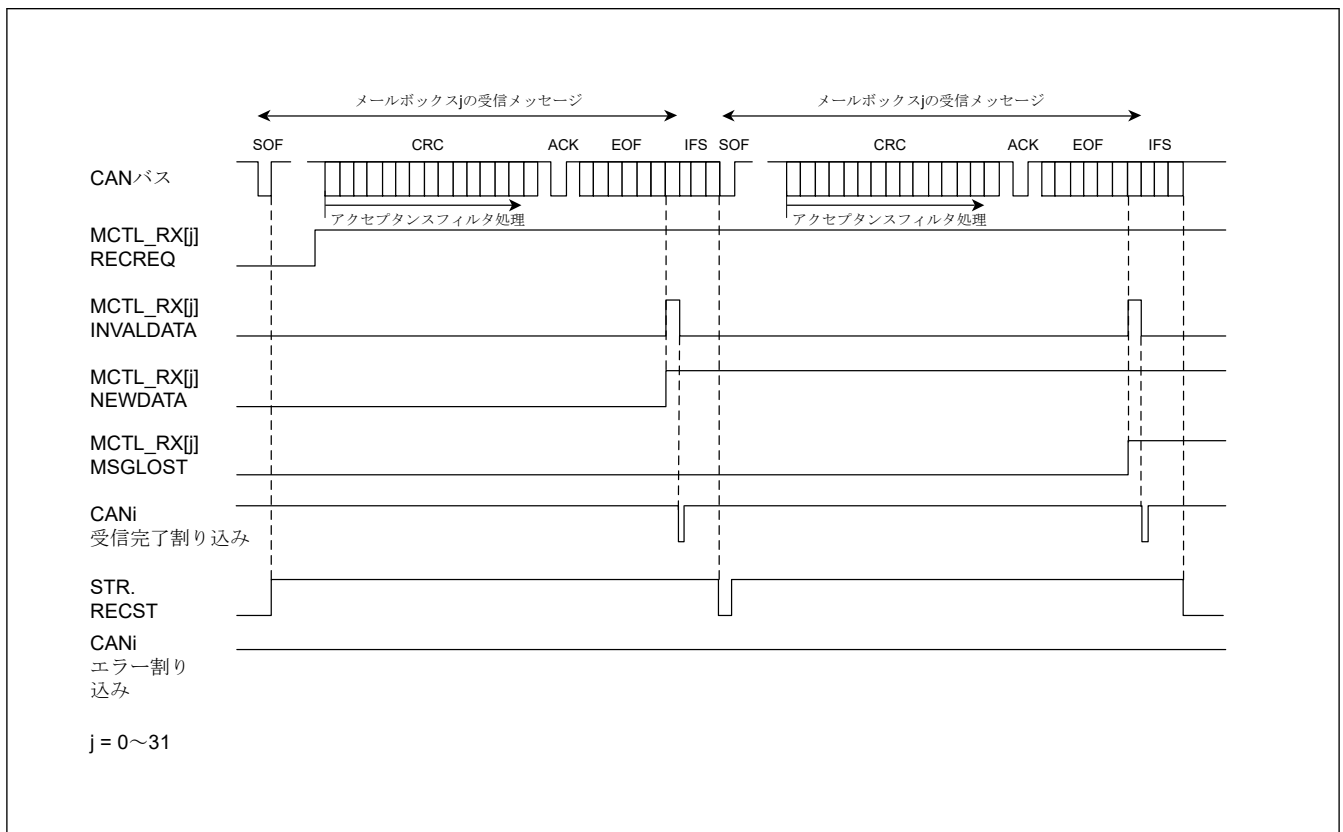 メールボックスjの受信メッセージ メールボックスjの受信メッセージ
SOF CRC ACK EOF IFS SOF CRC ACK EOF IFS
CANバス
アクセプタンスフィルタ処理 アクセプタンスフィルタ処理
MCTL_RX[j]
RECREQ
MCTL_RX[j]
INVALDATA
MCTL_RX[j]
NEWDATA
MCTL_RX[j]
MSGLOST
CANi
受信完了割り込み
STR.
RECST
CANi
エラー割り
込み
j = 0～31